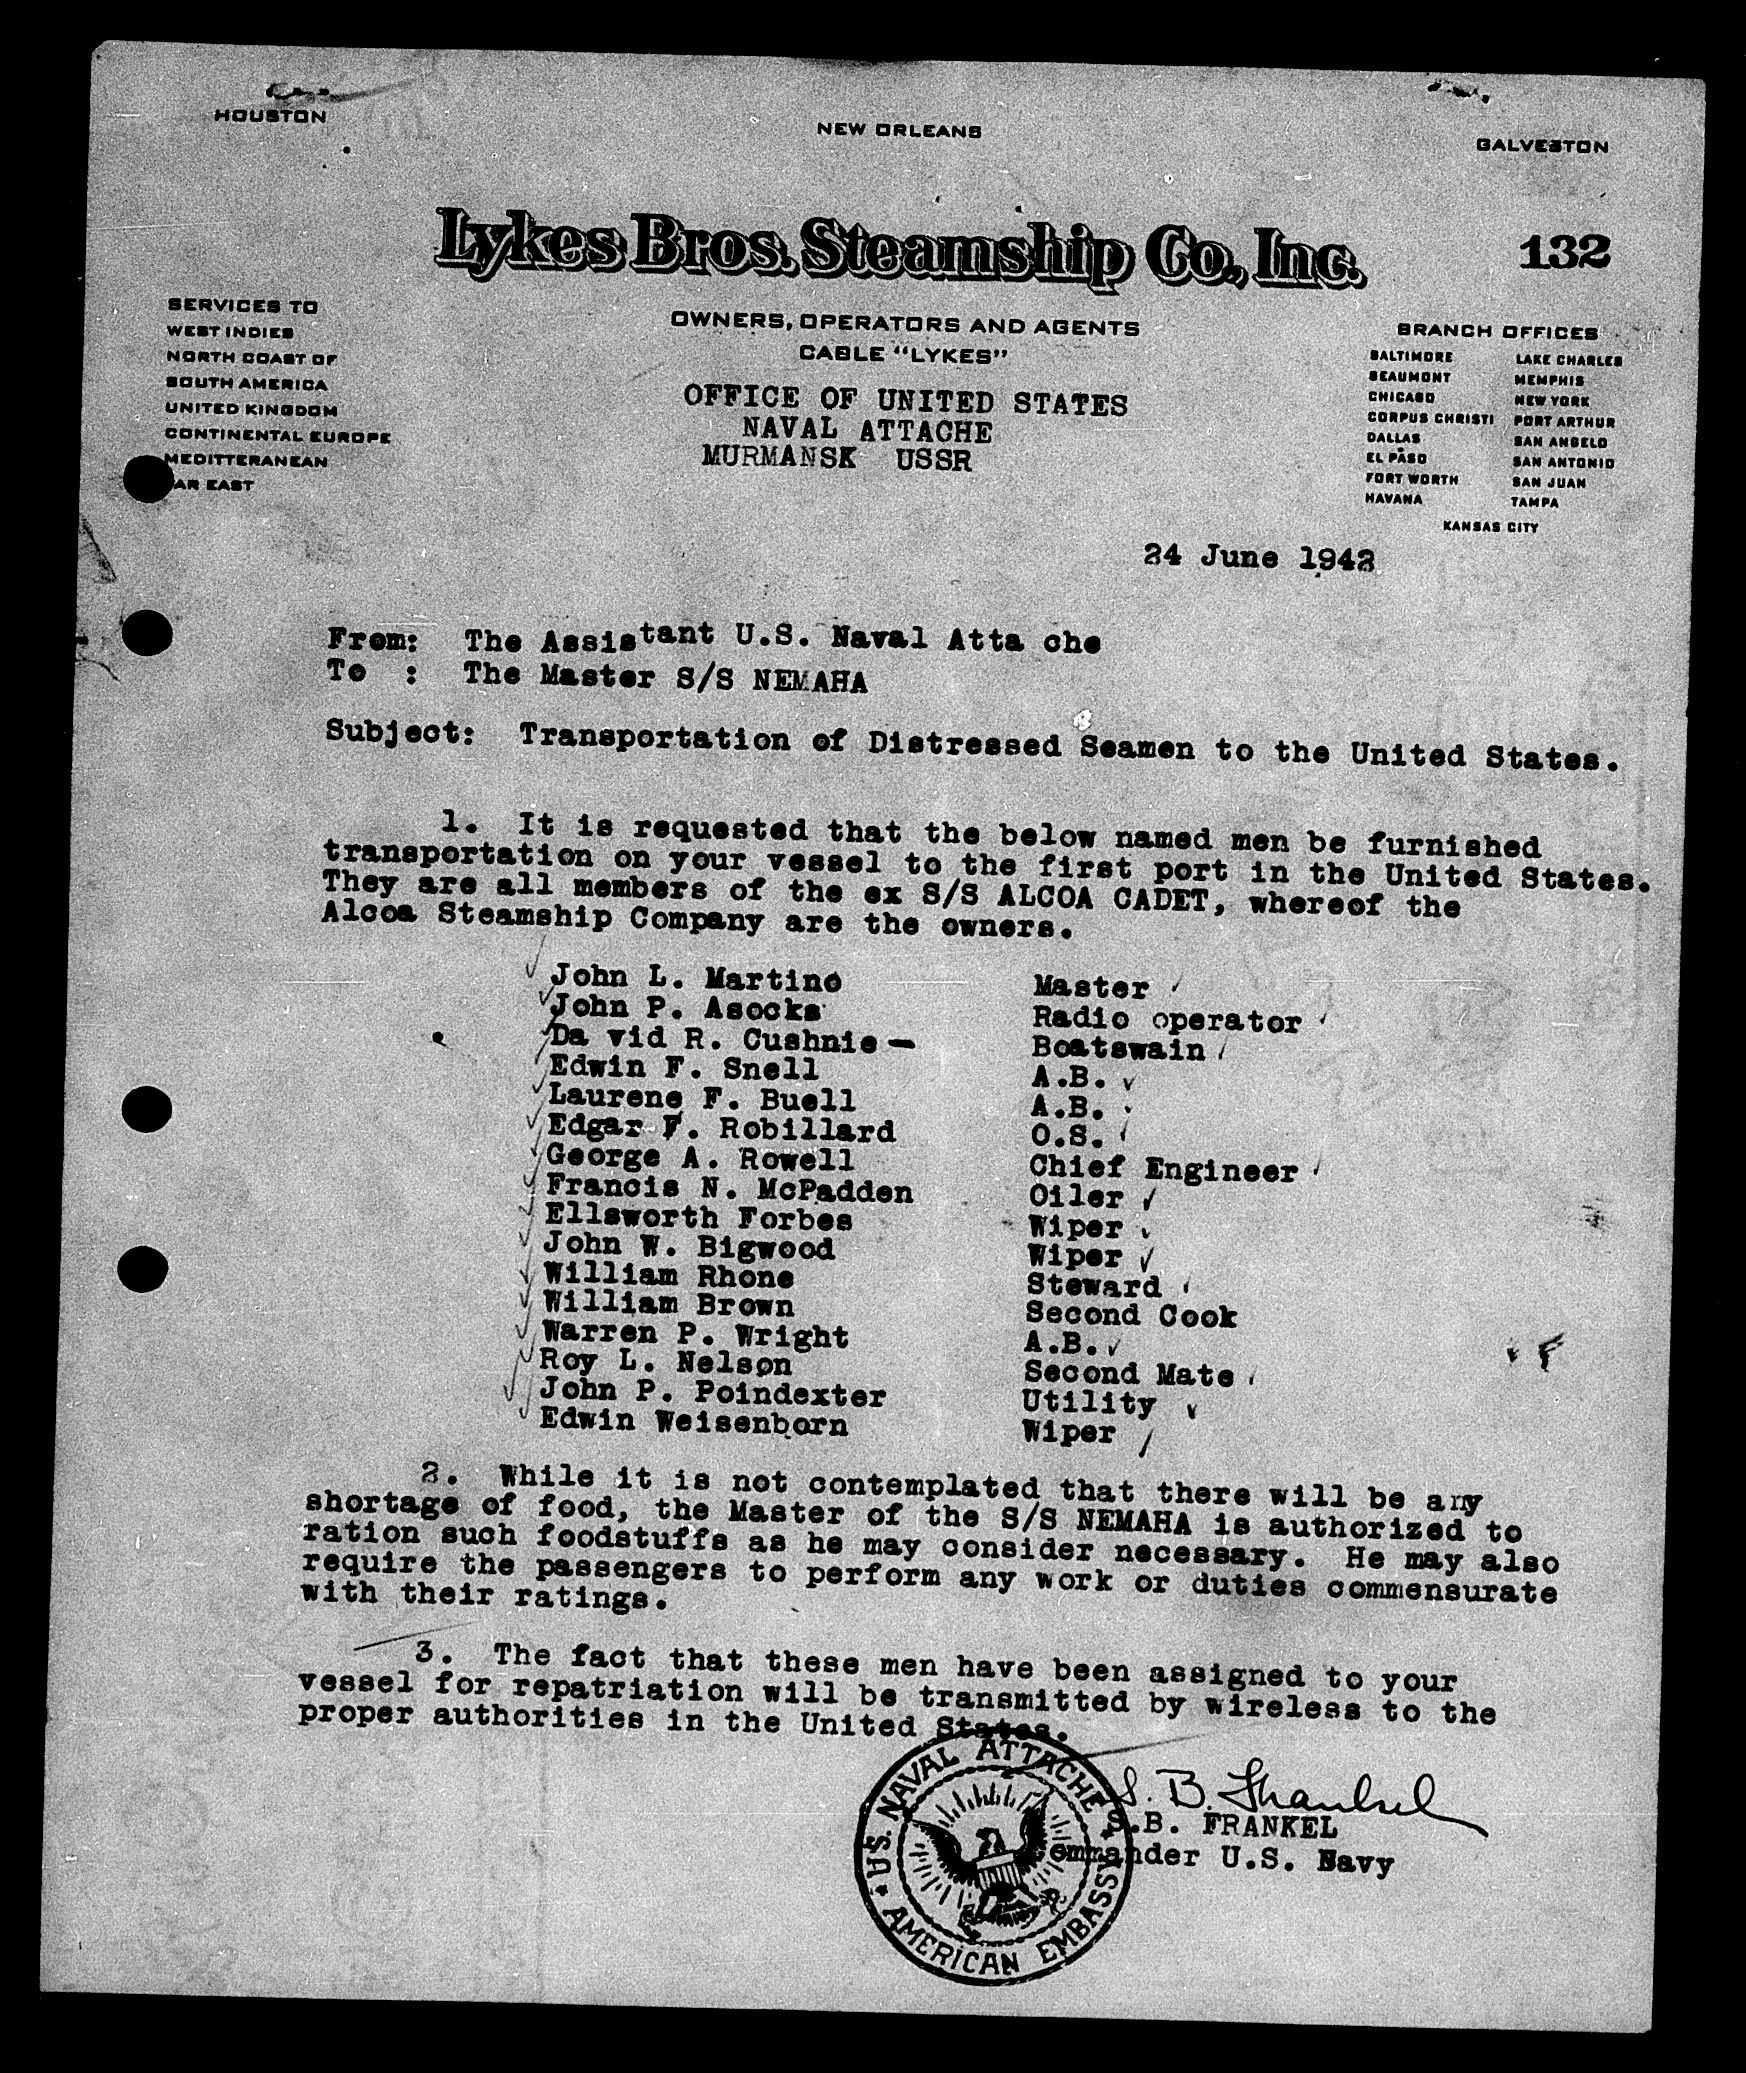 HOUSTON
NEW ORLEANS
GALVESTON
Lykes Bros. Steamship Co., Inc.
132
SERVICES TO
WEST INDIES
NORTH COAST OF
SOUTH AMERICA
UNITED KINGDOM
CONTINENTAL EUROPE
MEDITTERANEAN
AR EAST
OWNERS, OPERATORS AND AGENTS
CABLE "LYKES"
OFFICE OF UNITED STATES
NAVAL ATTACHE
MURMANSK USSR
BRANCH OFFICES
BALTIMORE LAKE CHARLES
BEAUMONT MEMPHIS
CHICAGO NEW YORK
CORPUS CHRISTI PORT ARTHUR
DALLAS SAN ANGELO
EL PASO SAN ANTONIO
FORT WORTH SAN JUAN
HAVANA TAMPA
KANSAS CITY
24 June 1942
From: The Assistant U.S. Naval Atta che
To : The Master S/S NEMAHA
Subject: Transportation of Distressed Seamen to the United States.
1. It is requested that the below named men be furnished
transportation on your vessel to the first port in the United States.
They are all members of the ex S/S ALCOA CADET, whereof the
Alcoa Steamship Company are the owners.
✓ John L. Martino Master ✓
✓ John P. Asocks Radio operator ✓
✓ Da vid R. Cushnie — Boatswain ✓
✓ Edwin F. Snell A.B. ✓
✓ Laurene F. Buell A.B.
✓ Edgar F. Robillard O.S. ✓
✓ George A. Rowell Chief Engineer ✓
✓ Francis N. McPadden Oiler ✓
✓ Ellsworth Forbes Wiper ✓
✓ John W. Bigwood Wiper ✓
✓ William Rhone Steward ✓
✓ William Brown Second Cook
✓ Warren P. Wright A.B. ✓
✓ Roy L. Nelson Second Mate ✓
✓ John P. Poindexter Utility ✓
✓ Edwin Weisenborn Wiper ✓
2. While it is not contemplated that there will be any
shortage of food, the Master of the S/S NEMAHA is authorized to
ration such foodstuffs as he may consider necessary. He may also
require the passengers to perform any work or duties commensurate
with their ratings.
3. The fact that these men have been assigned to your
vessel for repatriation will be transmitted by wireless to the
proper authorities in the United States.
S. B. Frankel
S.B. FRANKEL
ommander U.S. Navy
U.S. NAVAL ATTACHE
AMERICAN EMBASSY